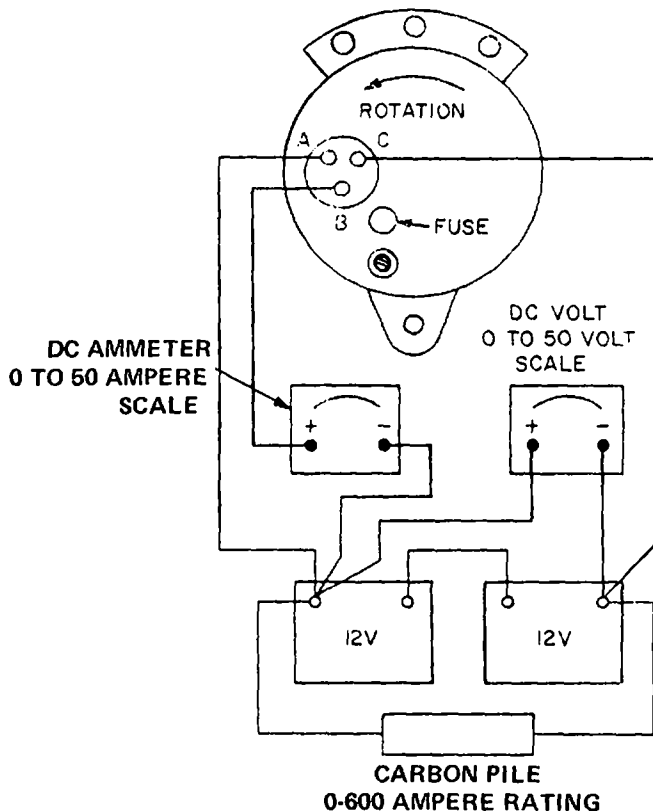 ROTATION
A
C
B
FUSE
DC AMMETER
0 TO 50 AMPERE
SCALE
DC VOLT
0 TO 50 VOLT
SCALE
+ −
+ −
12V
12V
CARBON PILE
0-600 AMPERE RATING